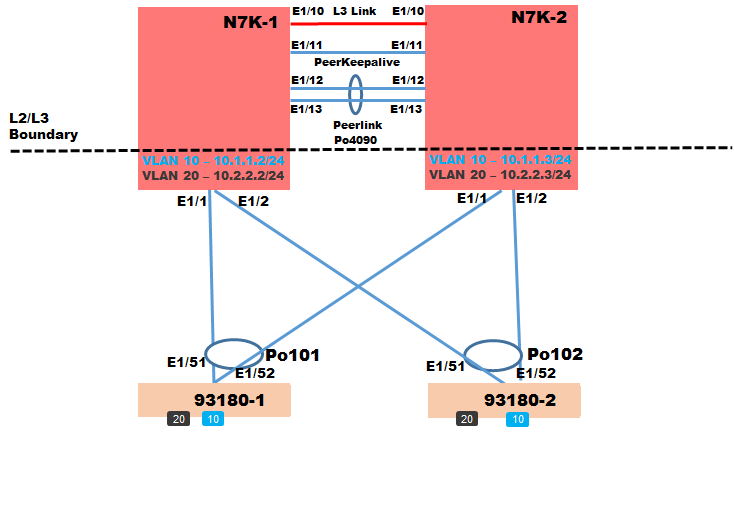 E1/10 L3 Link E1/10
N7K-1 N7K-2
E1/11 E1/11
PeerKeepalive
E1/12 E1/12
E1/13 E1/13
Peerlink
Po4090
L2/L3
Boundary
VLAN 10 – 10.1.1.2/24 VLAN 10 – 10.1.1.3/24
VLAN 20 – 10.2.2.2/24 VLAN 20 – 10.2.2.3/24
E1/1 E1/2 E1/1 E1/2
Po101 Po102
E1/51 E1/51
E1/52 E1/52
93180-1 93180-2
20 10 20 10